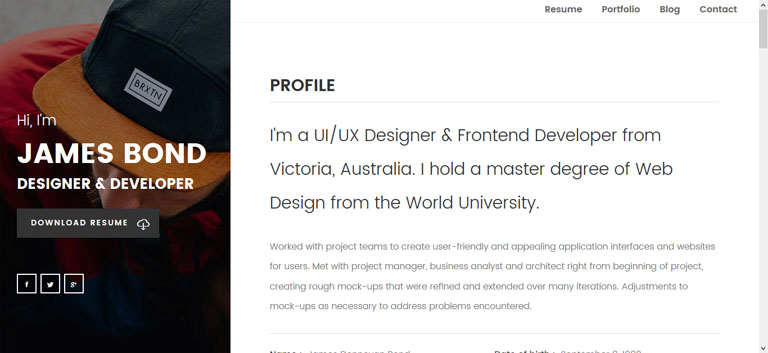 Resume Portfolio Blog Contact
BRXTN
Hi, I'm
JAMES BOND
DESIGNER & DEVELOPER
DOWNLOAD RESUME
PROFILE
I'm a UI/UX Designer & Frontend Developer from
Victoria, Australia. I hold a master degree of Web
Design from the World University.
Worked with project teams to create user-friendly and appealing application interfaces and websites
for users. Met with project manager, business analyst and architect right from beginning of project,
creating rough mock-ups that were refined and extended over many iterations. Adjustments to
mock-ups as necessary to address problems encountered.